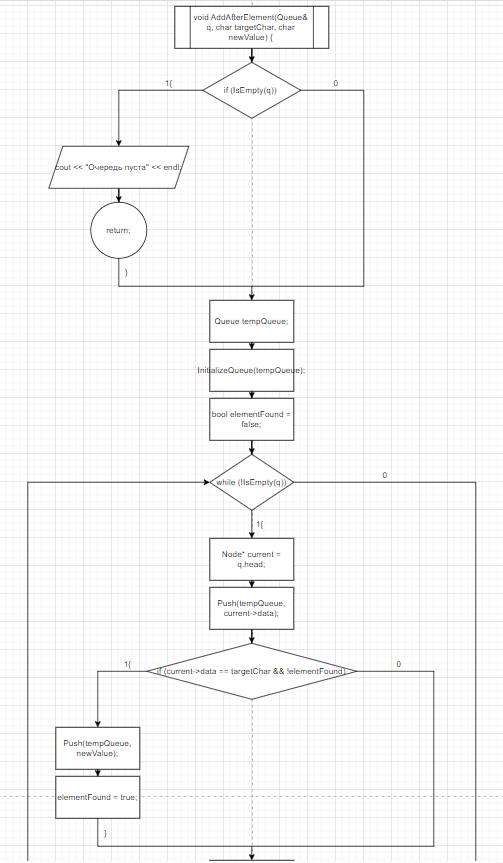 void AddAfterElement(Queue&
q, char targetChar, char
newValue) {
1{
if (IsEmpty(q))
0
cout << "Очередь пуста" << endl;
return;
}
Queue tempQueue;
InitializeQueue(tempQueue);
bool elementFound =
false;
while (!IsEmpty(q))
0
1{
Node* current =
q.head;
Push(tempQueue,
current->data);
1{
if (current->data == targetChar && !elementFound)
0
Push(tempQueue,
newValue);
elementFound = true;
}